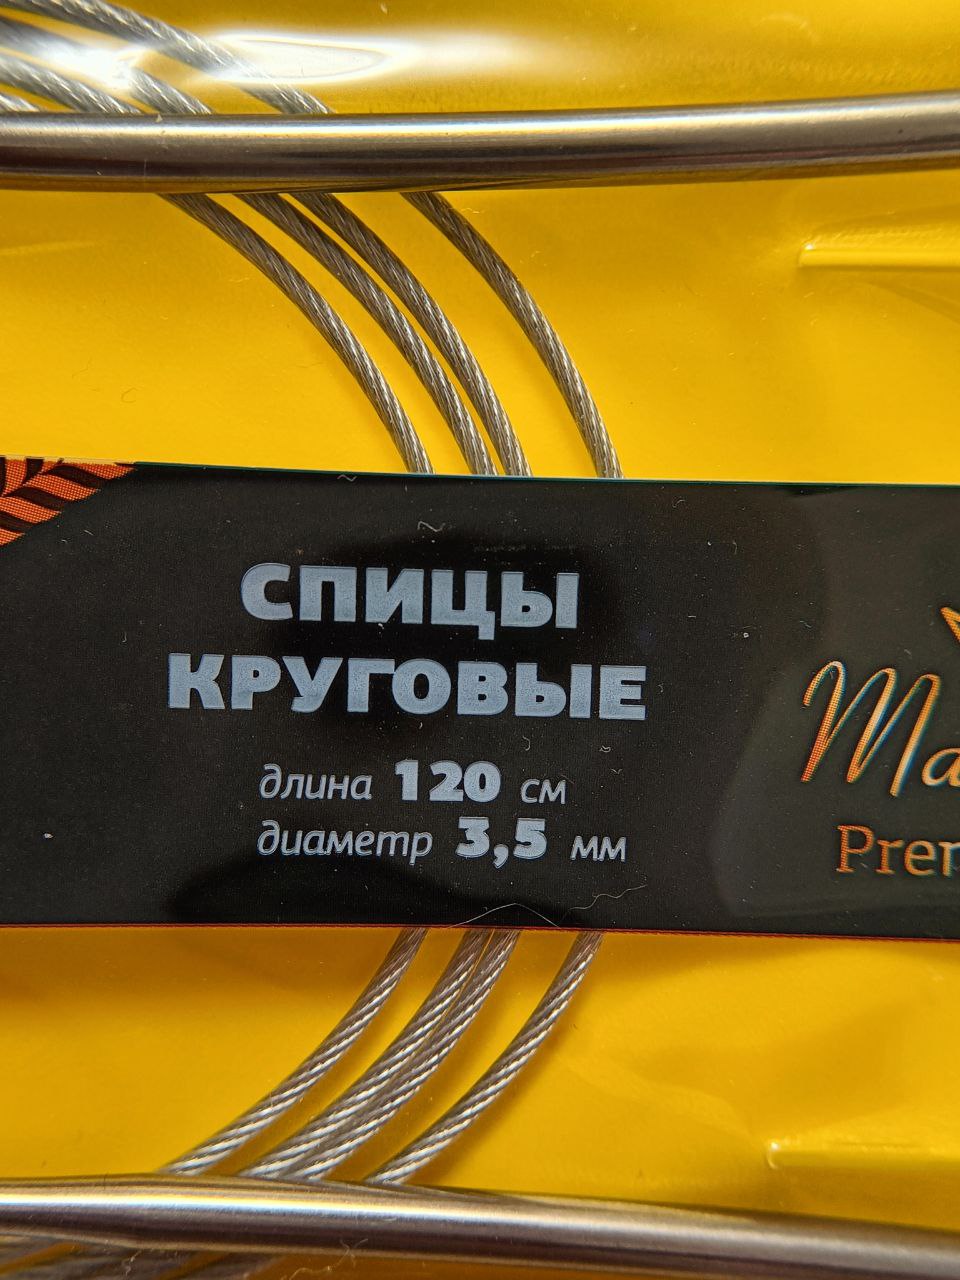 СПИЦЫ
КРУГОВЫЕ
длина 120 см
диаметр 3,5 мм